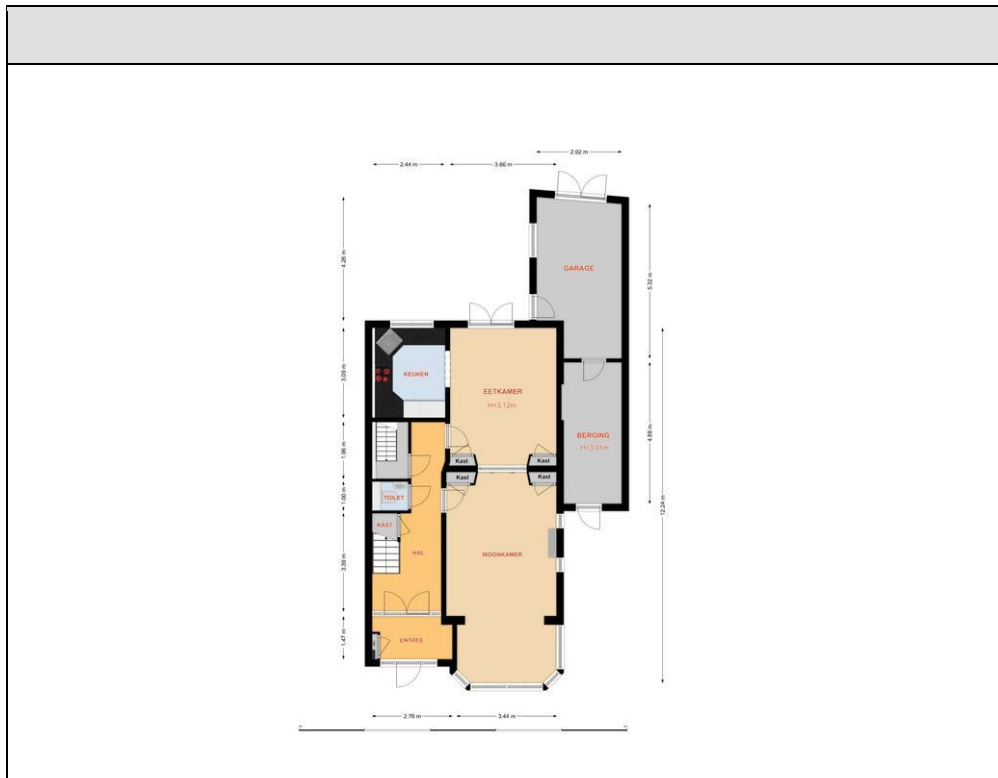 2.92 m
2.44 m
3.66 m
4.26 m
5.32 m
GARAGE
3.09 m
KEUKEN
EETKAMER
H=3.12m
BERGING
H=3.01m
4.88 m
1.96 m
Kast
Kast
Kast
Kast
1.00 m
TOILET
12.24 m
KAST
3.39 m
HAL
WOONKAMER
1.47 m
ENTREE
2.76 m
3.44 m